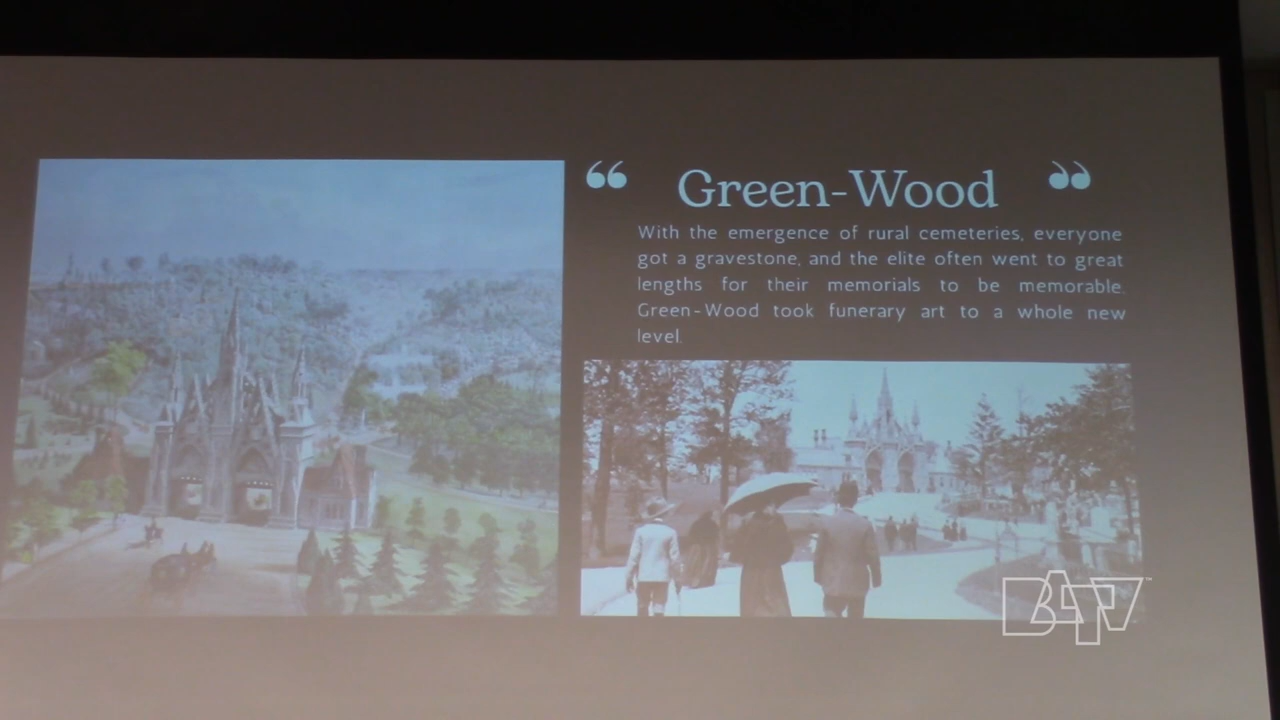 “ Green-Wood ”
With the emergence of rural cemeteries, everyone
got a gravestone, and the elite often went to great
lengths for their memorials to be memorable.
Green-Wood took funerary art to a whole new
level.
BATV™